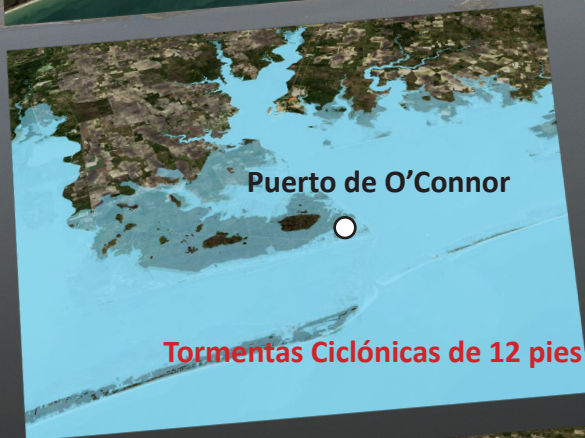 Puerto de O’Connor
Tormentas Ciclónicas de 12 pies